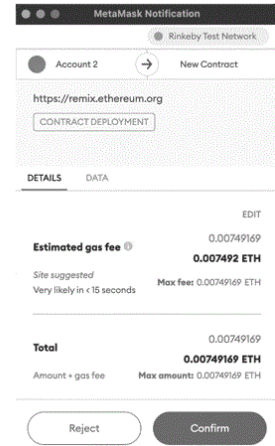 MetaMask Notification
Rinkeby Test Network
Account 2 New Contract
https://remix.ethereum.org
CONTRACT DEPLOYMENT
DETAILS DATA
EDIT
Estimated gas fee 0.00749169
0.007492 ETH
Site suggested
Very likely in < 15 seconds Max fee: 0.00749169 ETH
Total 0.00749169
0.00749169 ETH
Amount + gas fee Max amount: 0.00749169 ETH
Reject Confirm